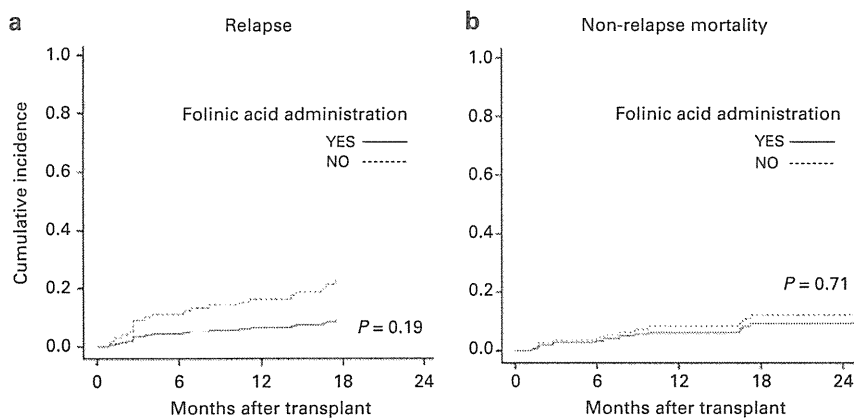 a
Relapse
1.0
0.8
0.6
0.4
0.2
0.0
Cumulative incidence
Folinic acid administration
YES
NO
P = 0.19
0 6 12 18 24
Months after transplant
b
Non-relapse mortality
1.0
0.8
0.6
0.4
0.2
0.0
Folinic acid administration
YES
NO
P = 0.71
0 6 12 18 24
Months after transplant